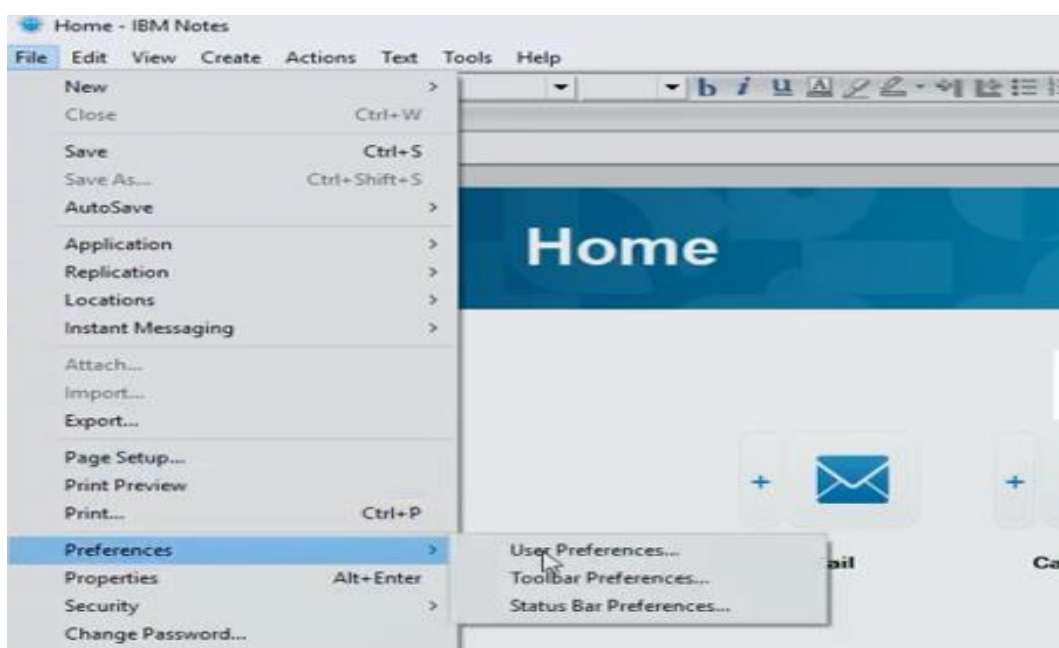 Home - IBM Notes
File Edit View Create Actions Text Tools Help
New
Close Ctrl+W
Save Ctrl+S
Save As... Ctrl+Shift+S
AutoSave
Application
Replication
Locations
Instant Messaging
Attach...
Import...
Export...
Page Setup...
Print Preview
Print... Ctrl+P
Preferences
Properties Alt+Enter
Security
Change Password...
User Preferences...
Toolbar Preferences...
Status Bar Preferences...
b i u A
Home
+ +
ail Ca